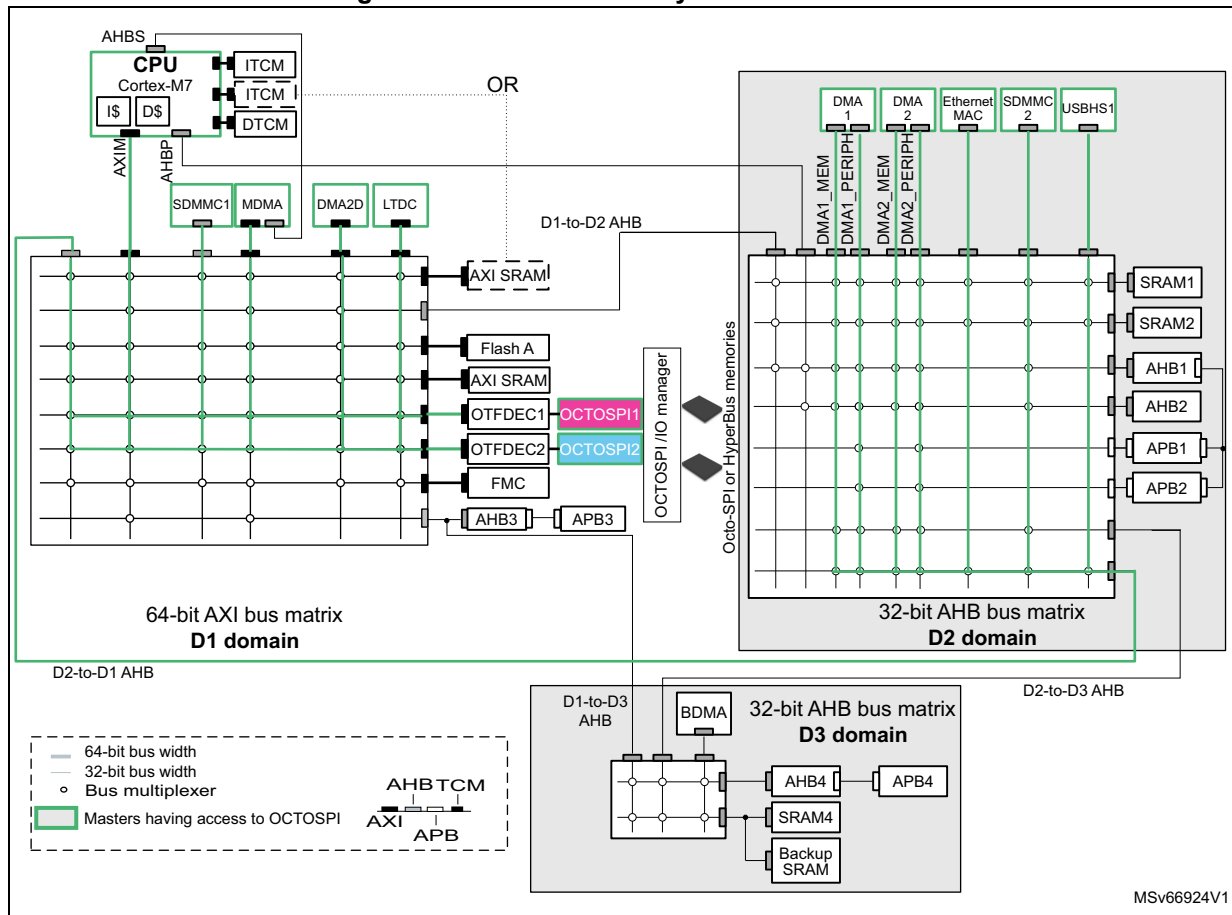 AHBS
CPU
Cortex-M7
I$
D$
ITCM
ITCM
DTCM
OR
AXIM
AHBP
SDMMC1
MDMA
DMA2D
LTDC
D1-to-D2 AHB
DMA
1
DMA
2
Ethernet
MAC
SDMMC
2
USBHS1
DMA1_MEM
DMA1_PERIPH
DMA2_MEM
DMA2_PERIPH
AXI SRAM
Flash A
AXI SRAM
OTFDEC1
OCTOSPI1
OTFDEC2
OCTOSPI2
FMC
AHB3
APB3
OCTOSPI /IO manager
Octo-SPI or HyperBus memories
SRAM1
SRAM2
AHB1
AHB2
APB1
APB2
64-bit AXI bus matrix
D1 domain
32-bit AHB bus matrix
D2 domain
D2-to-D1 AHB
D1-to-D3
AHB
D2-to-D3 AHB
BDMA
32-bit AHB bus matrix
D3 domain
AHB4
APB4
SRAM4
Backup
SRAM
64-bit bus width
32-bit bus width
Bus multiplexer
Masters having access to OCTOSPI
AHB
TCM
AXI
APB
MSv66924V1